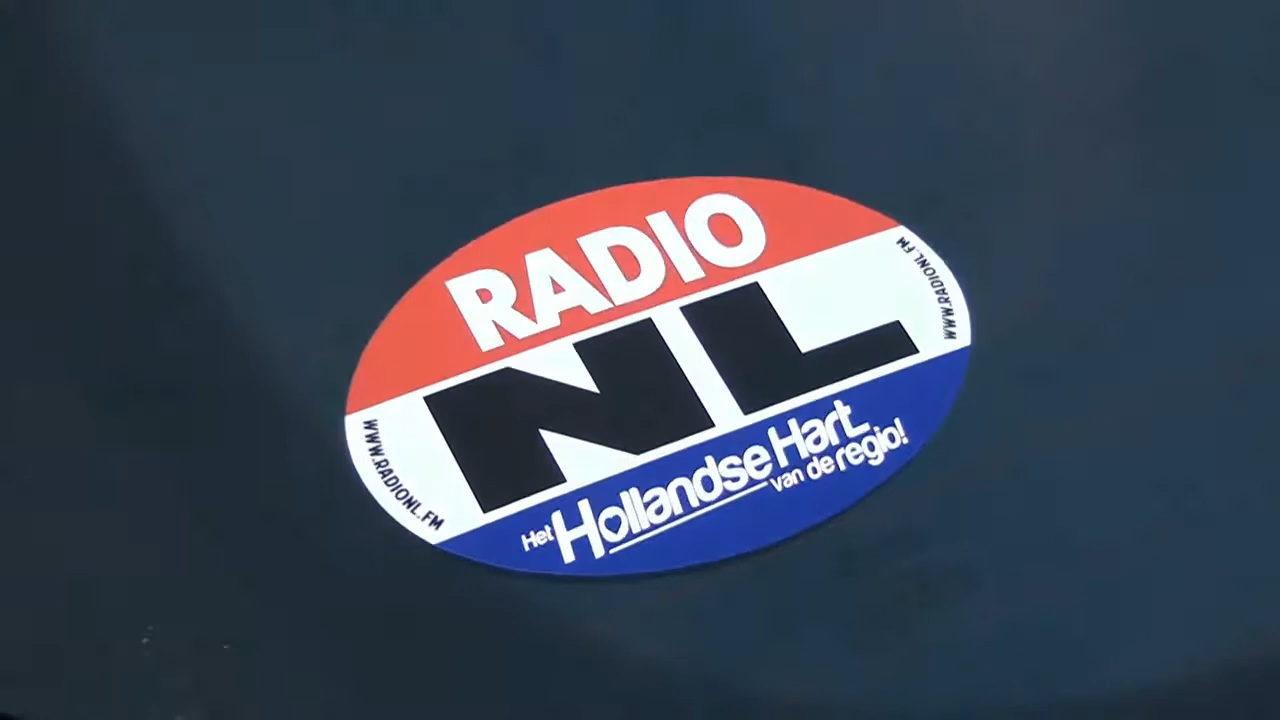 RADIO
NL
WWW.RADIONL.FM
WWW.RADIONL.FM
Het Hollandse Hart
van de regio!